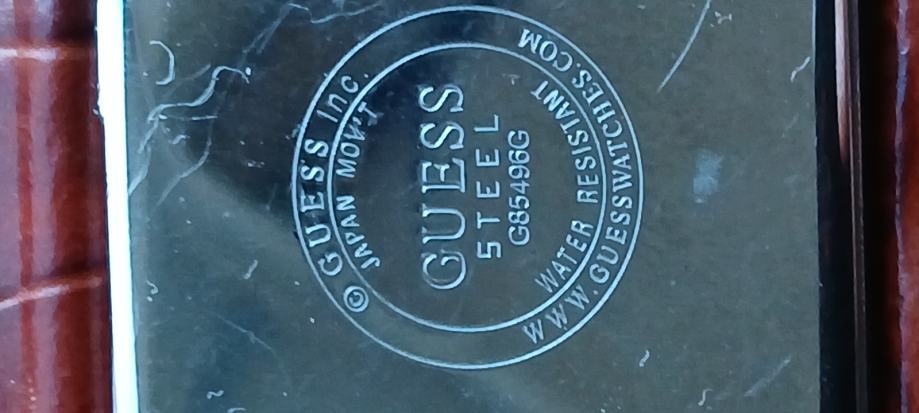 © GUESS Inc.
JAPAN MOV'T
GUESS
STEEL
G85496G
WATER RESISTANT
WWW.GUESSWATCHES.COM